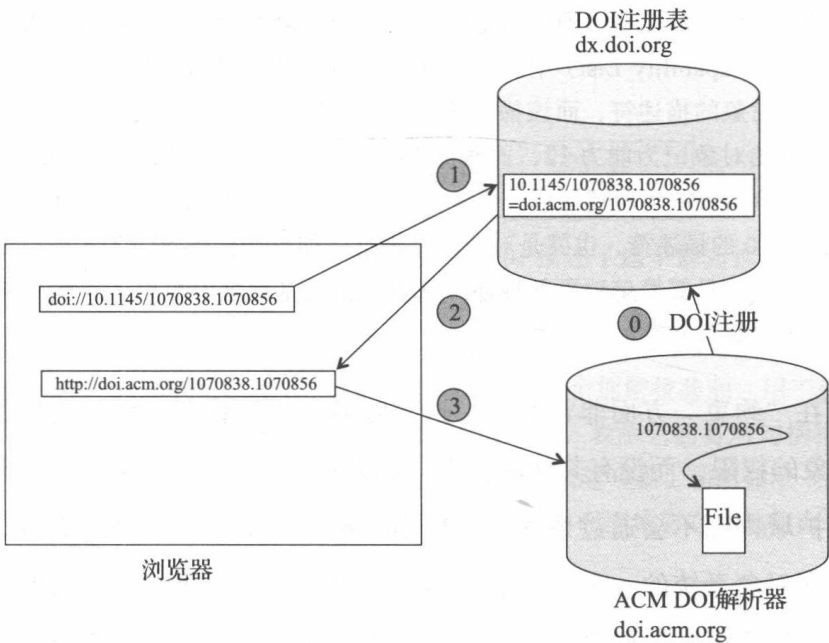 DOI注册表
dx.doi.org
1
10.1145/1070838.1070856
=doi.acm.org/1070838.1070856
doi://10.1145/1070838.1070856
2
0
DOI注册
http://doi.acm.org/1070838.1070856
3
1070838.1070856
File
浏览器
ACM DOI解析器
doi.acm.org